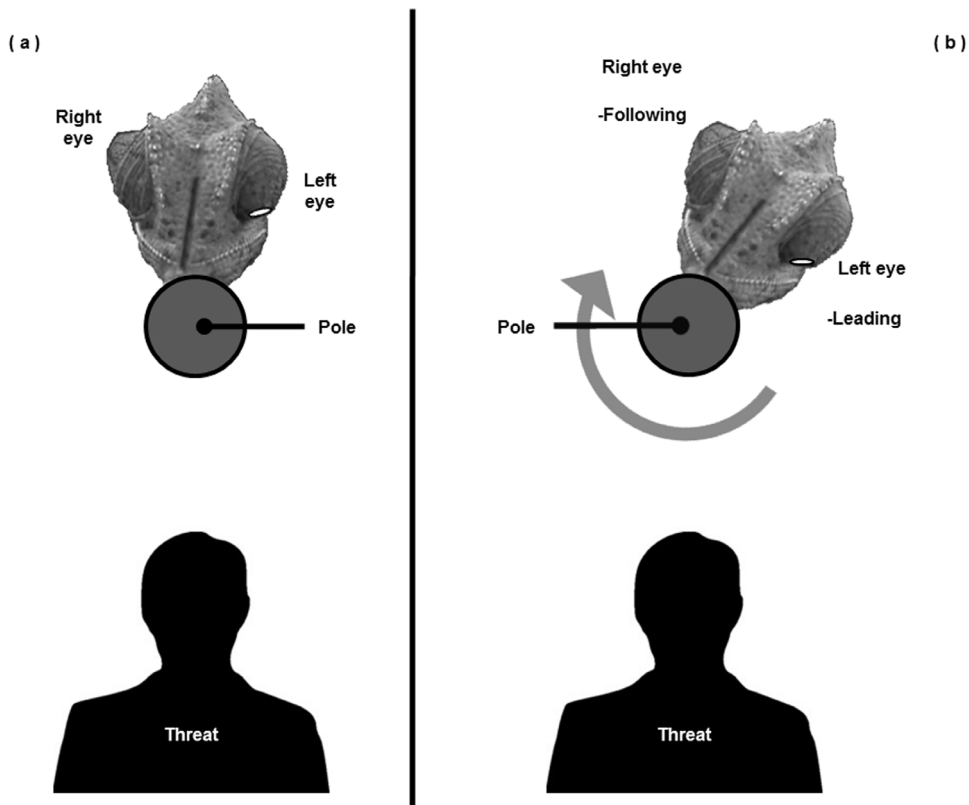 ( a )
Right
eye
Left
eye
Pole
Threat
( b )
Right eye
-Following
Left eye
-Leading
Pole
Threat